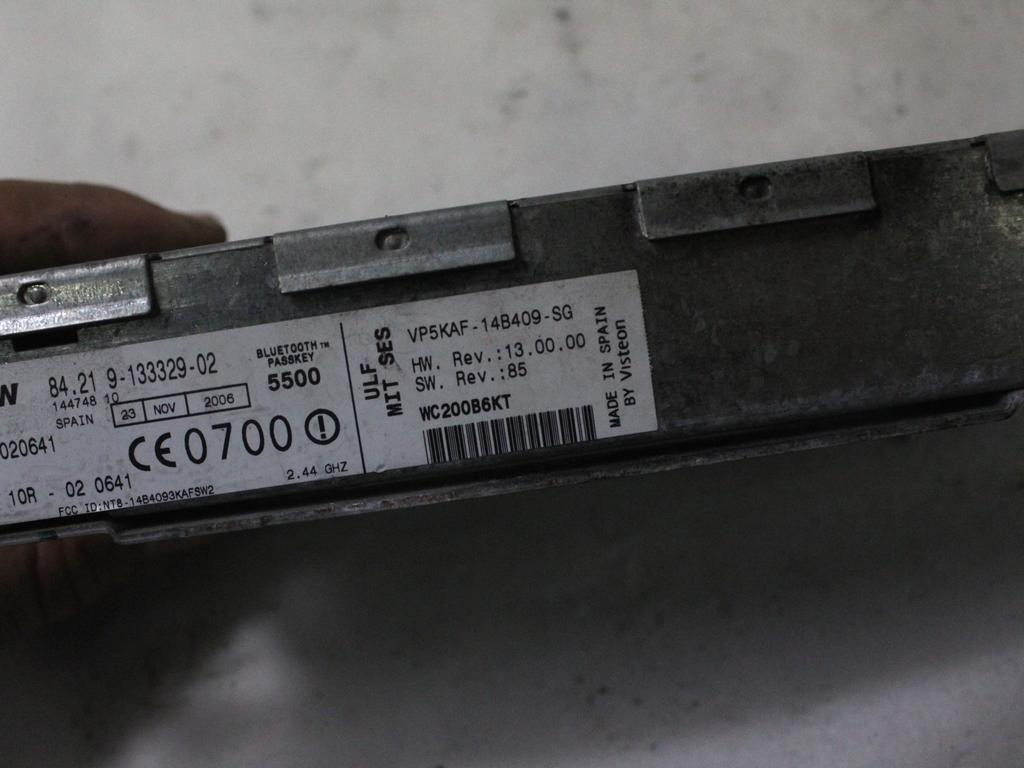 W 84.21 9-133329-02
144748 10
SPAIN 23 NOV 2006
BLUETOOTH™
PASSKEY
5500
020641
CE0700
10R - 02 0641
2.44 GHZ
FCC ID:NT8-14B4093KAFSW2
ULF
MIT SES
VP5KAF-14B409-SG
HW. Rev.:13.00.00
SW. Rev.:85
WC200B6KT
MADE IN SPAIN
BY Visteon